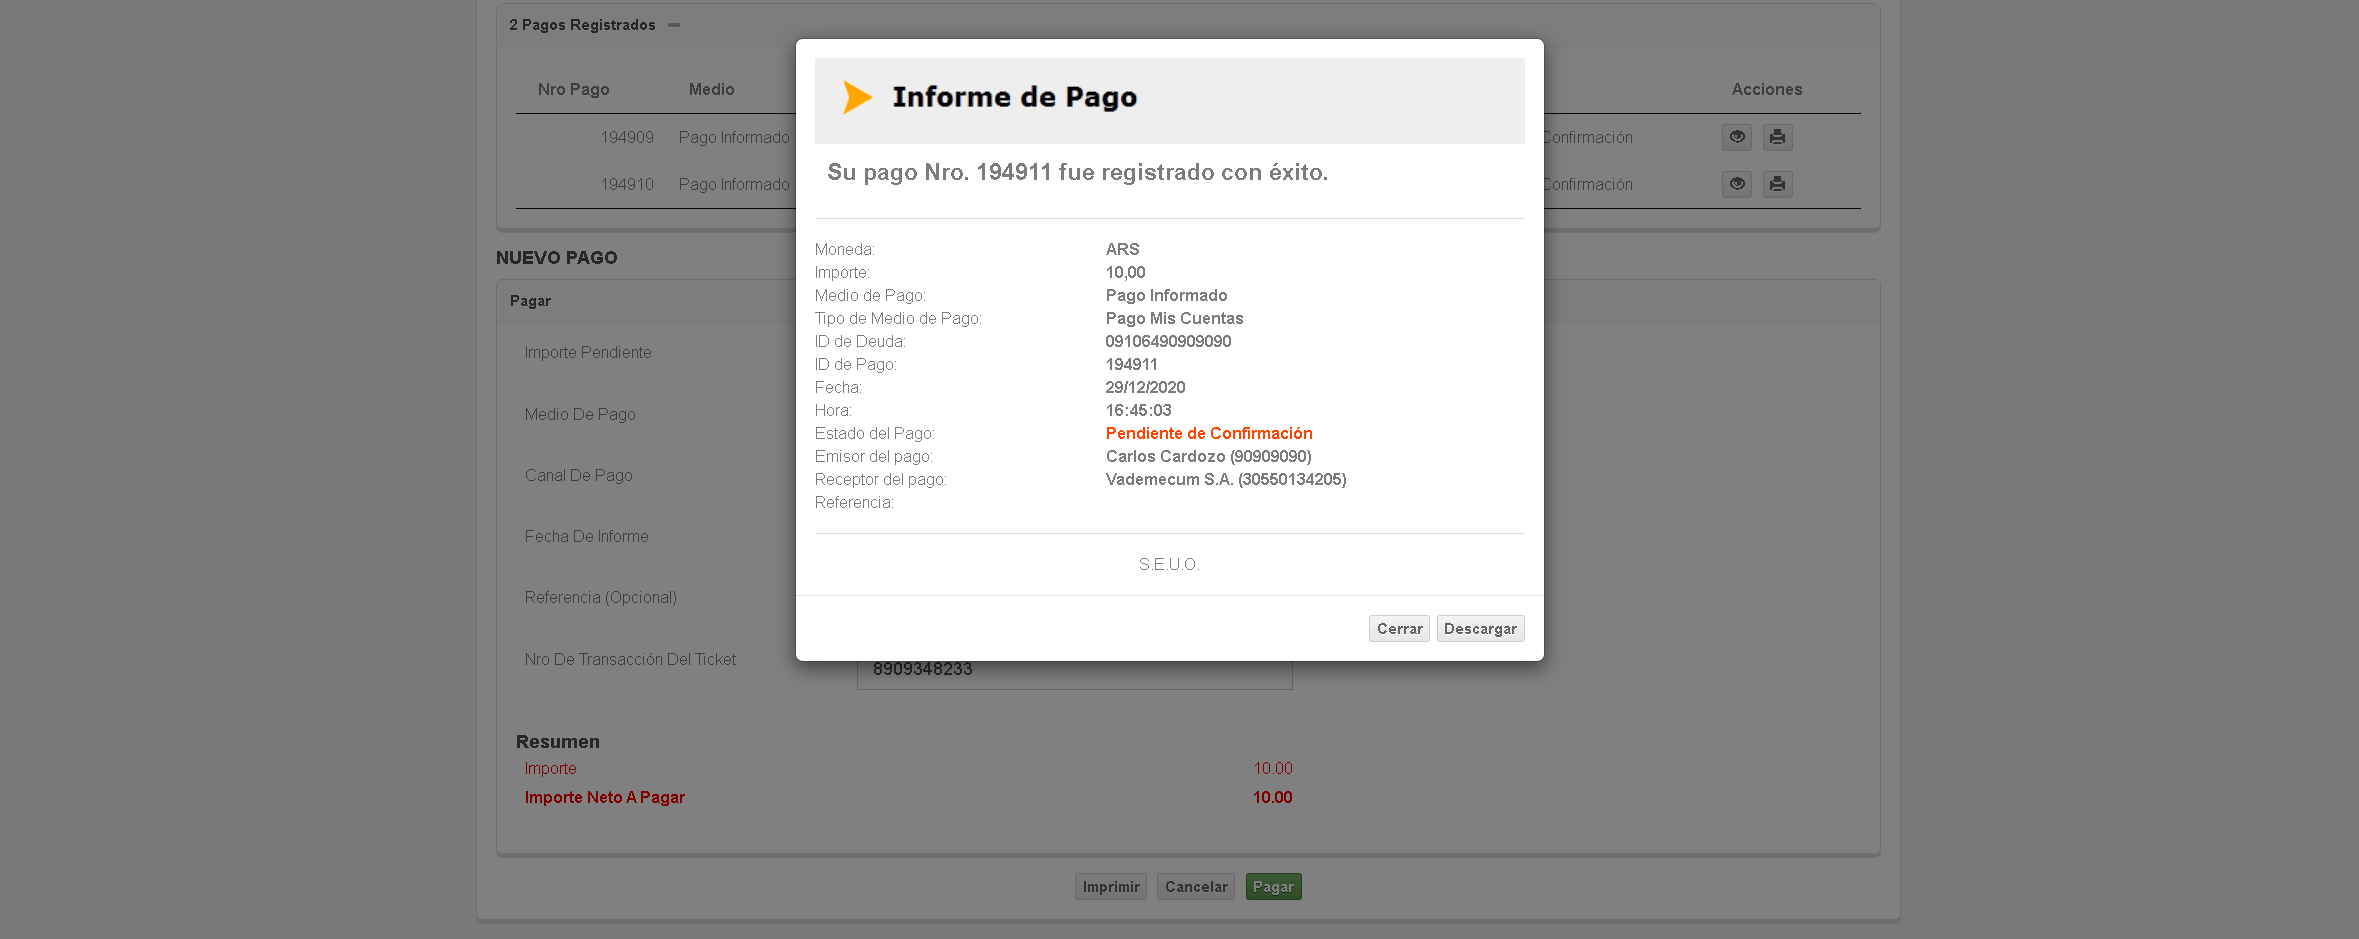 2 Pagos Registrados
Nro Pago Medio Acciones
194909 Pago Informado Confirmación
194910 Pago Informado Confirmación
NUEVO PAGO
Pagar
Importe Pendiente
Medio De Pago
Canal De Pago
Fecha De Informe
Referencia (Opcional)
Nro De Transacción Del Ticket 8909348233
Resumen
Importe 10.00
Importe Neto A Pagar 10.00
Imprimir Cancelar Pagar
Informe de Pago
Su pago Nro. 194911 fue registrado con éxito.
Moneda: ARS
Importe: 10,00
Medio de Pago: Pago Informado
Tipo de Medio de Pago: Pago Mis Cuentas
ID de Deuda: 09106490909090
ID de Pago: 194911
Fecha: 29/12/2020
Hora: 16:45:03
Estado del Pago: Pendiente de Confirmación
Emisor del pago: Carlos Cardozo (90909090)
Receptor del pago: Vademecum S.A. (30550134205)
Referencia:
S.E.U.O.
Cerrar Descargar